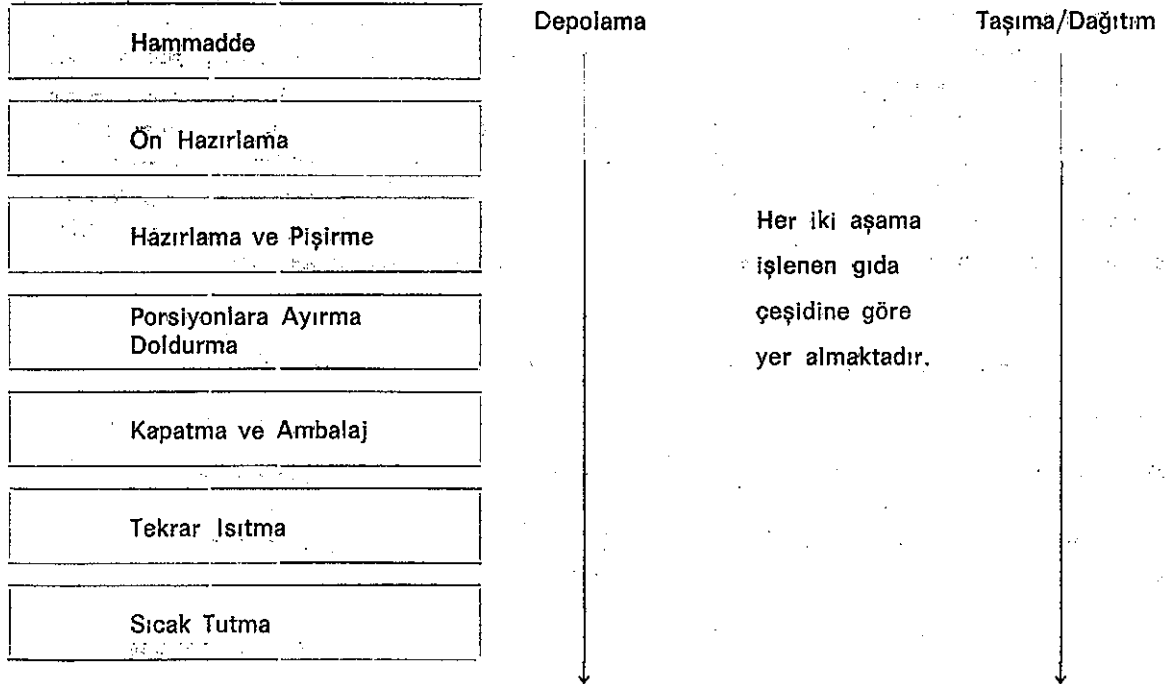 Hammadde
Ön Hazırlama
Hazırlama ve Pişirme
Porsiyonlara Ayırma
Doldurma
Kapatma ve Ambalaj
Tekrar Isıtma
Sıcak Tutma
Depolama
Her iki aşama
işlenen gıda
çeşidine göre
yer almaktadır.
Taşıma/Dağıtım